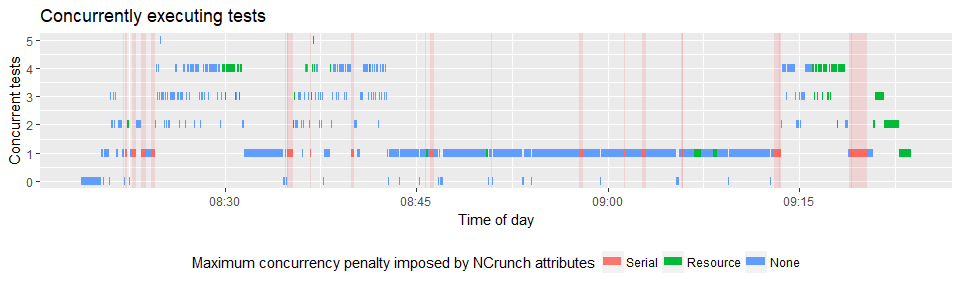 Concurrently executing tests
Concurrent tests
5
4
3
2
1
0
08:30 08:45 09:00 09:15
Time of day
Maximum concurrency penalty imposed by NCrunch attributes Serial Resource None